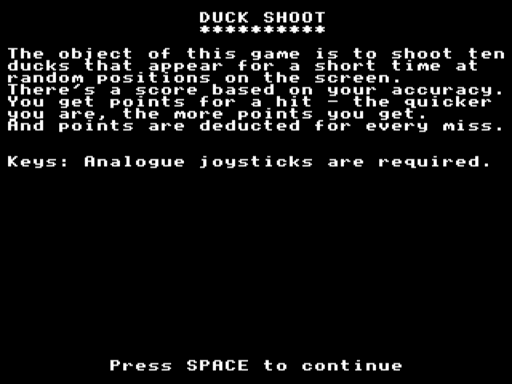 DUCK SHOOT
**********
The object of this game is to shoot ten
ducks that appear for a short time at
random positions on the screen.
There's a score based on your accuracy.
You get points for a hit - the quicker
you are, the more points you get.
And points are deducted for every miss.
Keys: Analogue joysticks are required.
Press SPACE to continue